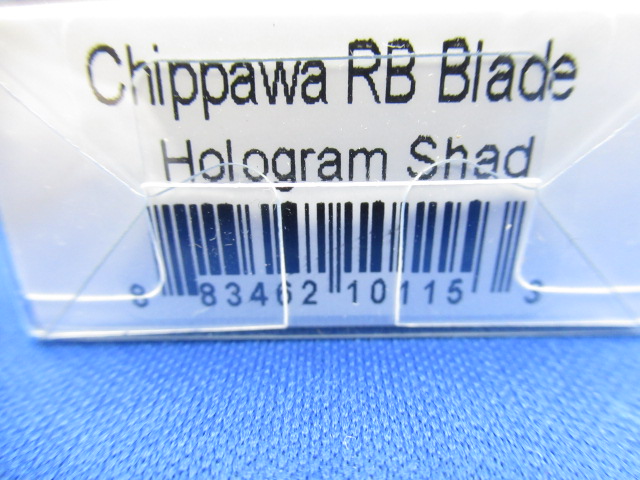 Chippawa RB Blade
Hologram Shad
8 83462 10115 3